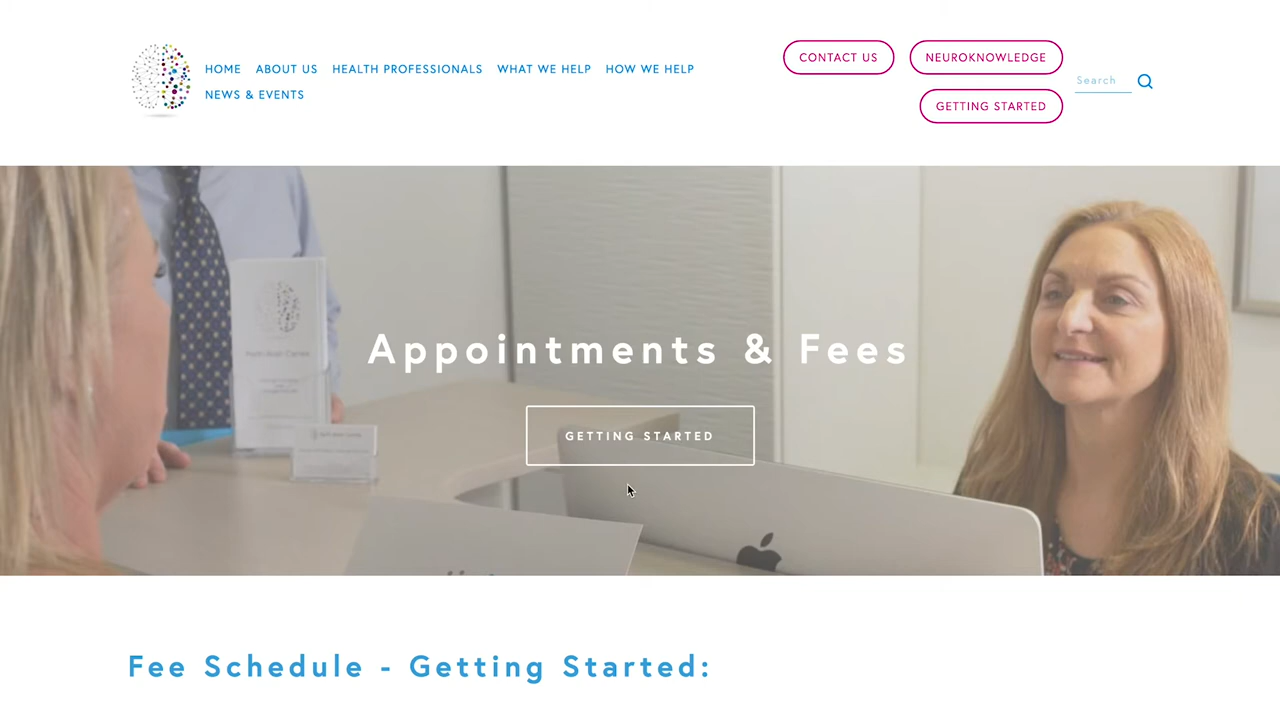 HOME ABOUT US HEALTH PROFESSIONALS WHAT WE HELP HOW WE HELP
NEWS & EVENTS
CONTACT US NEUROKNOWLEDGE
GETTING STARTED
Search
Appointments & Fees
GETTING STARTED
Fee Schedule - Getting Started: